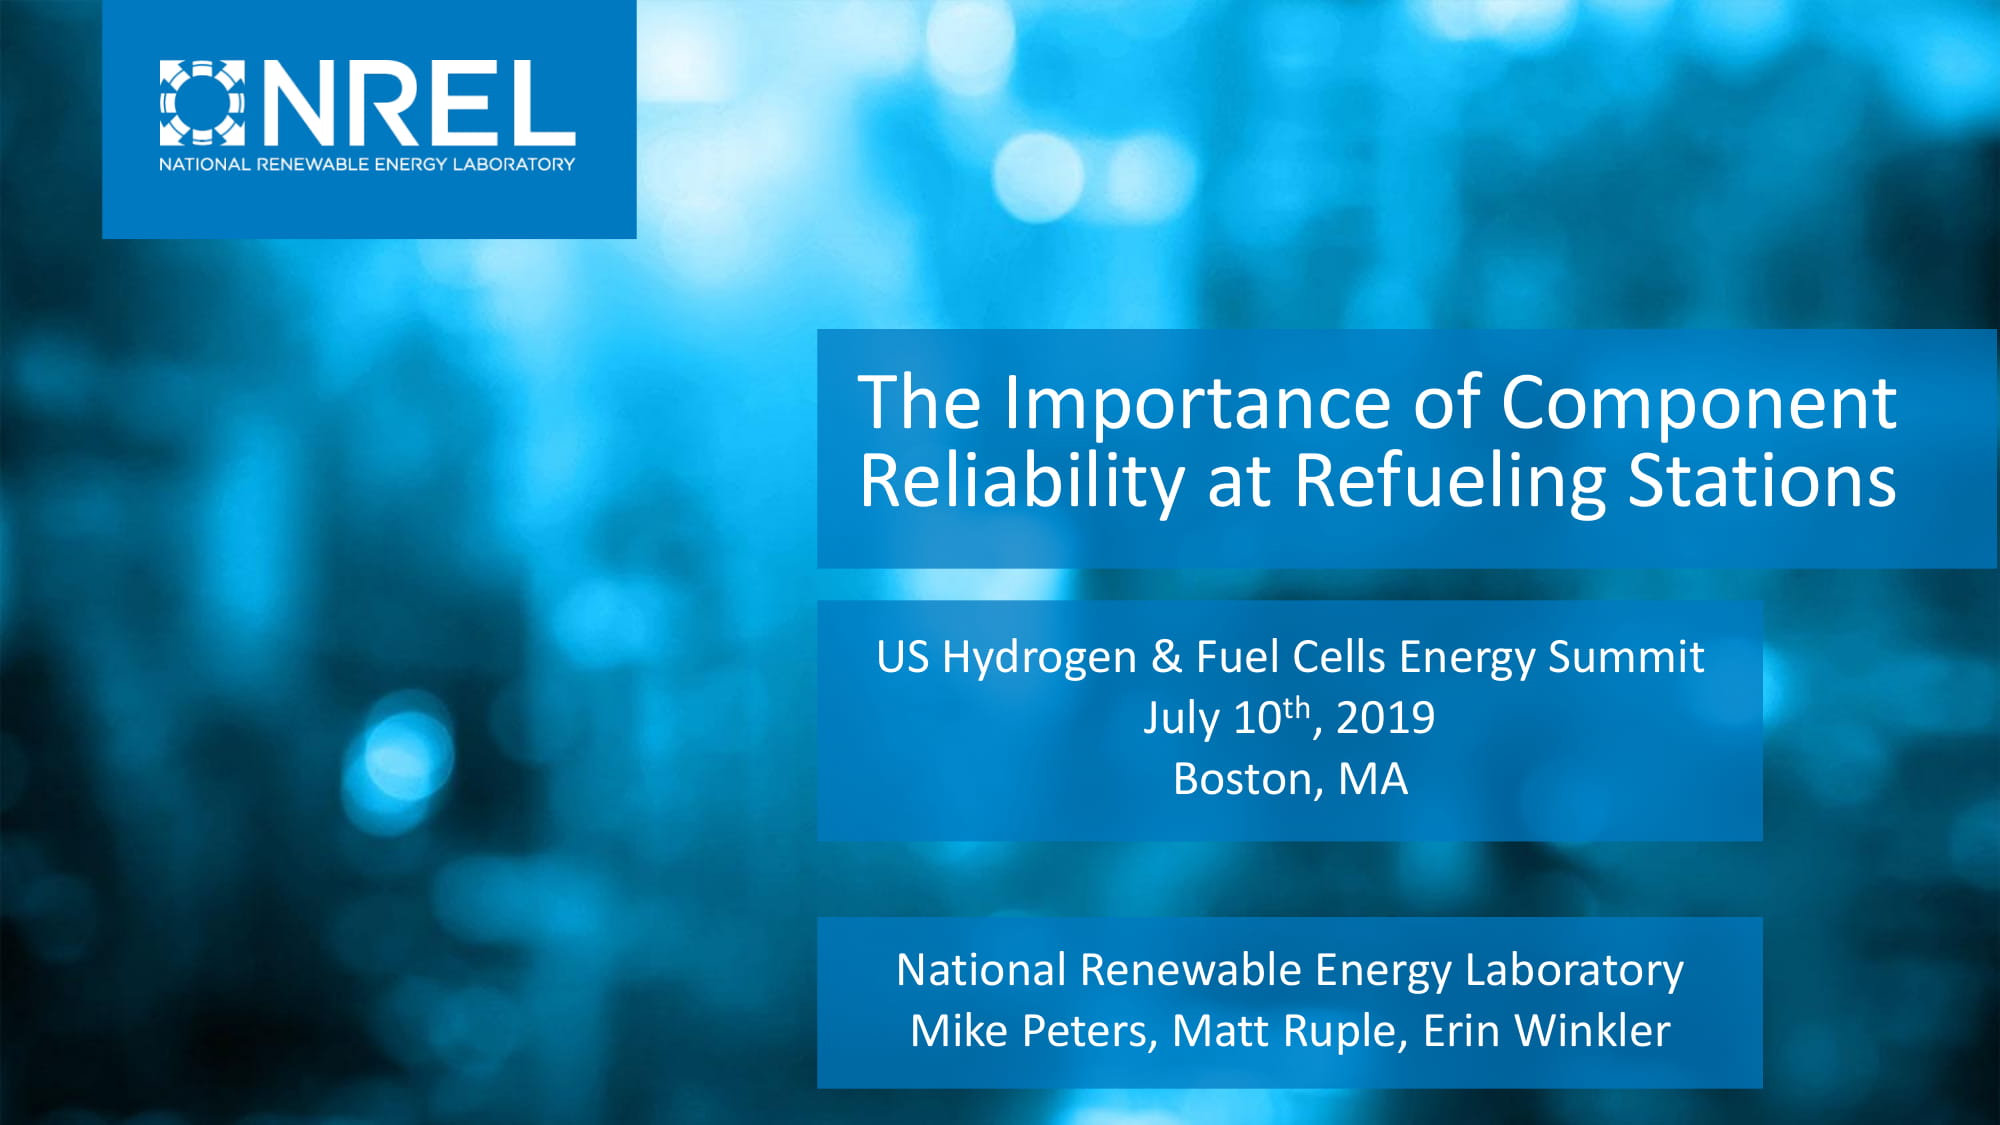 NREL
NATIONAL RENEWABLE ENERGY LABORATORY
The Importance of Component
Reliability at Refueling Stations
US Hydrogen & Fuel Cells Energy Summit
July 10th, 2019
Boston, MA
National Renewable Energy Laboratory
Mike Peters, Matt Ruple, Erin Winkler